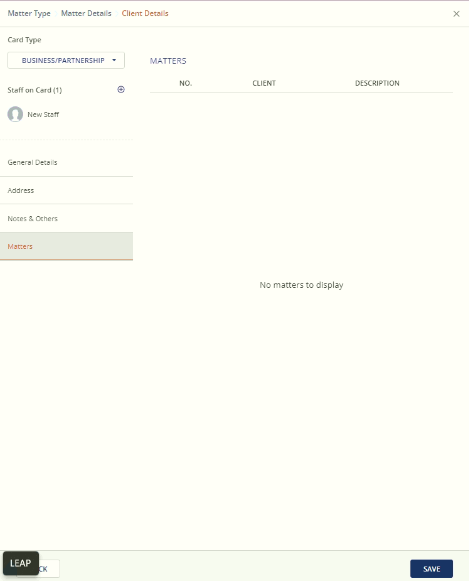 Matter Type Matter Details Client Details
Card Type
BUSINESS/PARTNERSHIP
Staff on Card (1)
New Staff
General Details
Address
Notes & Others
Matters
MATTERS
NO. CLIENT DESCRIPTION
No matters to display
LEAP
CK
SAVE